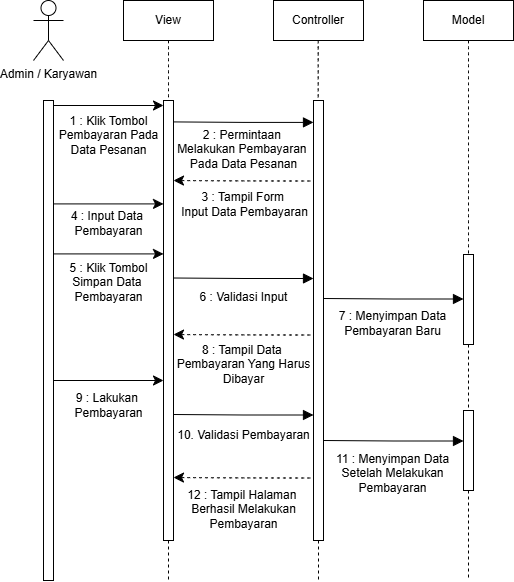 View
Controller
Model
Admin / Karyawan
1 : Klik Tombol
Pembayaran Pada
Data Pesanan
2 : Permintaan
Melakukan Pembayaran
Pada Data Pesanan
3 : Tampil Form
Input Data Pembayaran
4 : Input Data
Pembayaran
5 : Klik Tombol
Simpan Data
Pembayaran
6 : Validasi Input
7 : Menyimpan Data
Pembayaran Baru
8 : Tampil Data
Pembayaran Yang Harus
Dibayar
9 : Lakukan
Pembayaran
10. Validasi Pembayaran
11 : Menyimpan Data
Setelah Melakukan
Pembayaran
12 : Tampil Halaman
Berhasil Melakukan
Pembayaran